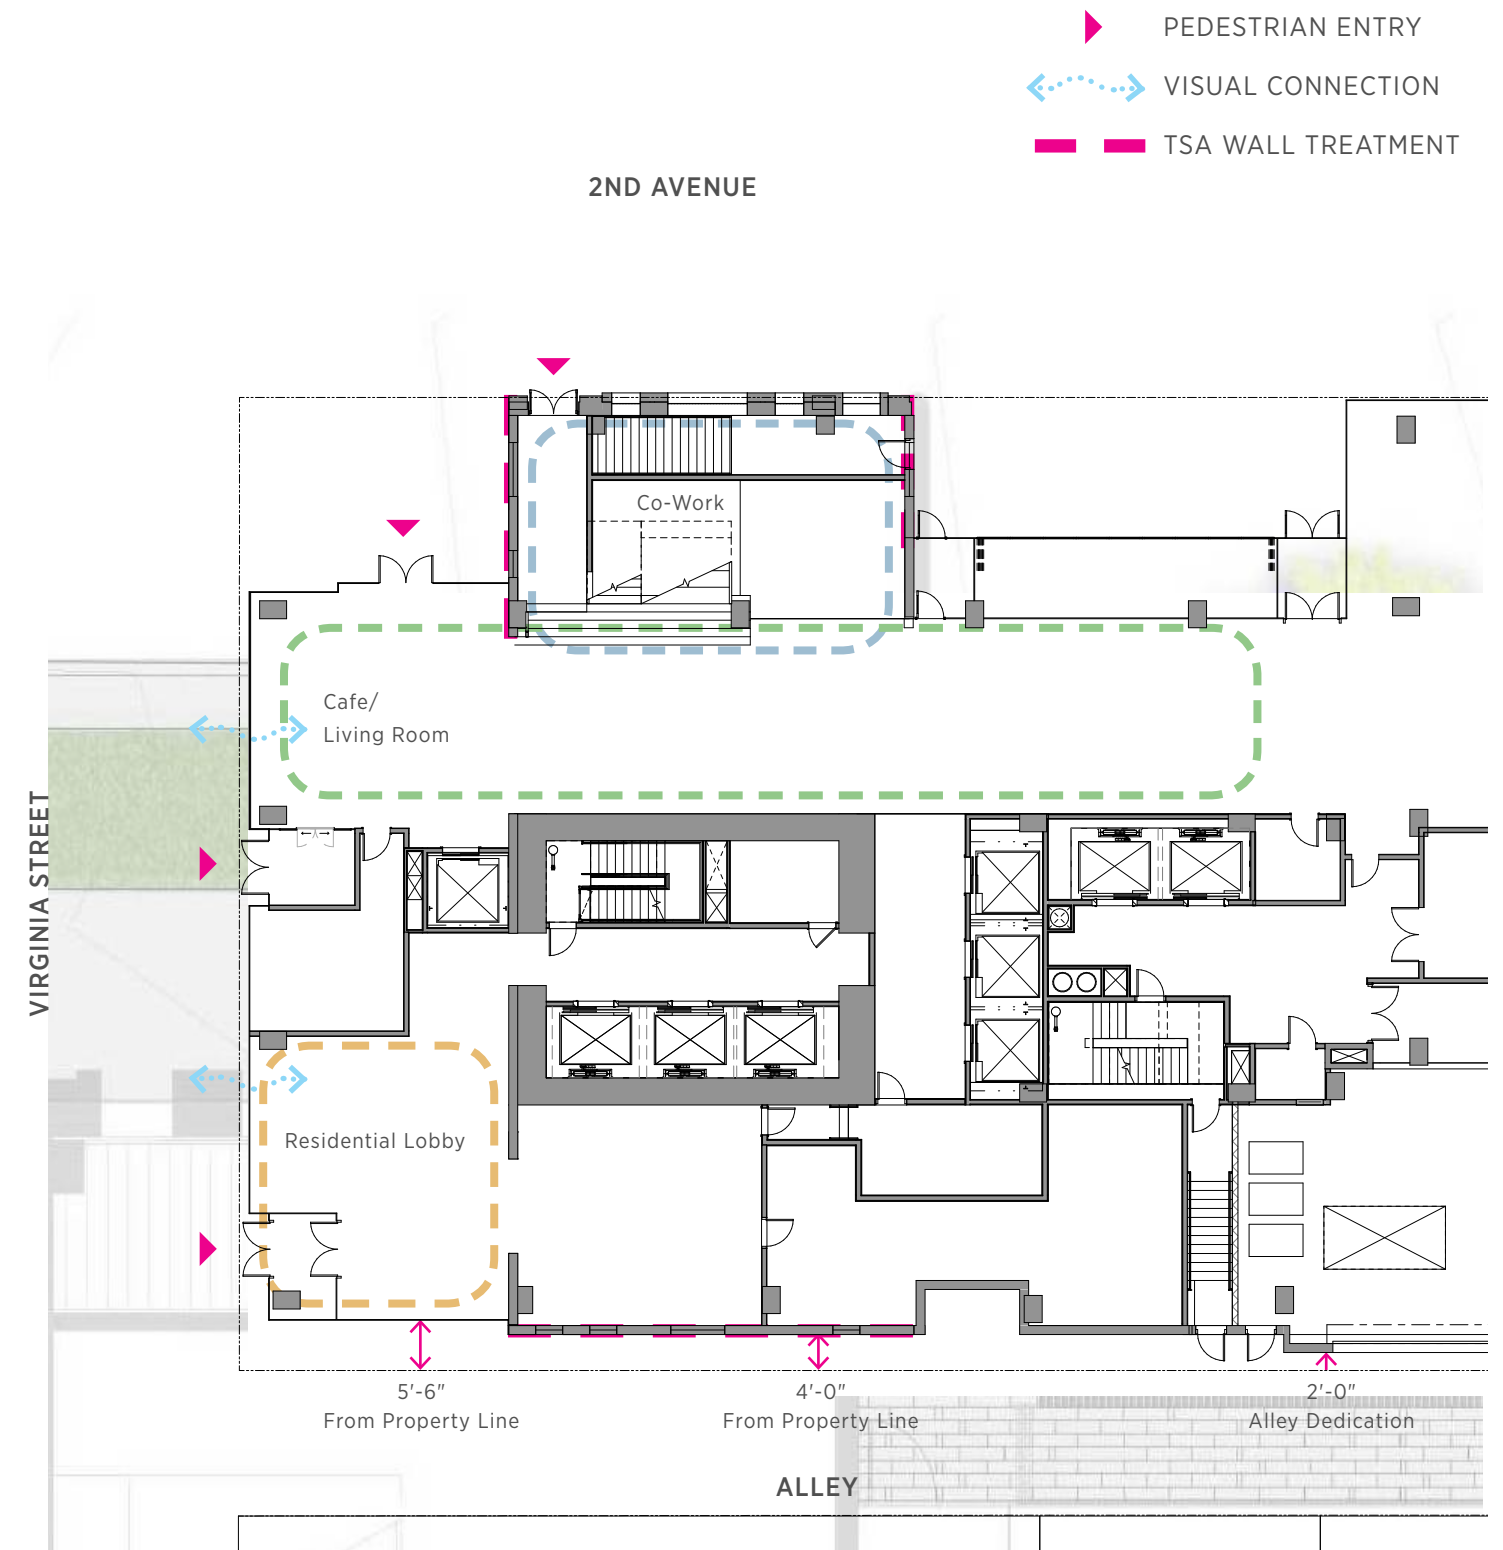 PEDESTRIAN ENTRY
VISUAL CONNECTION
TSA WALL TREATMENT
2ND AVENUE
Co-Work
Cafe/
Living Room
VIRGINIA STREET
Residential Lobby
5'-6"
From Property Line
4'-0"
From Property Line
2'-0"
Alley Dedication
ALLEY